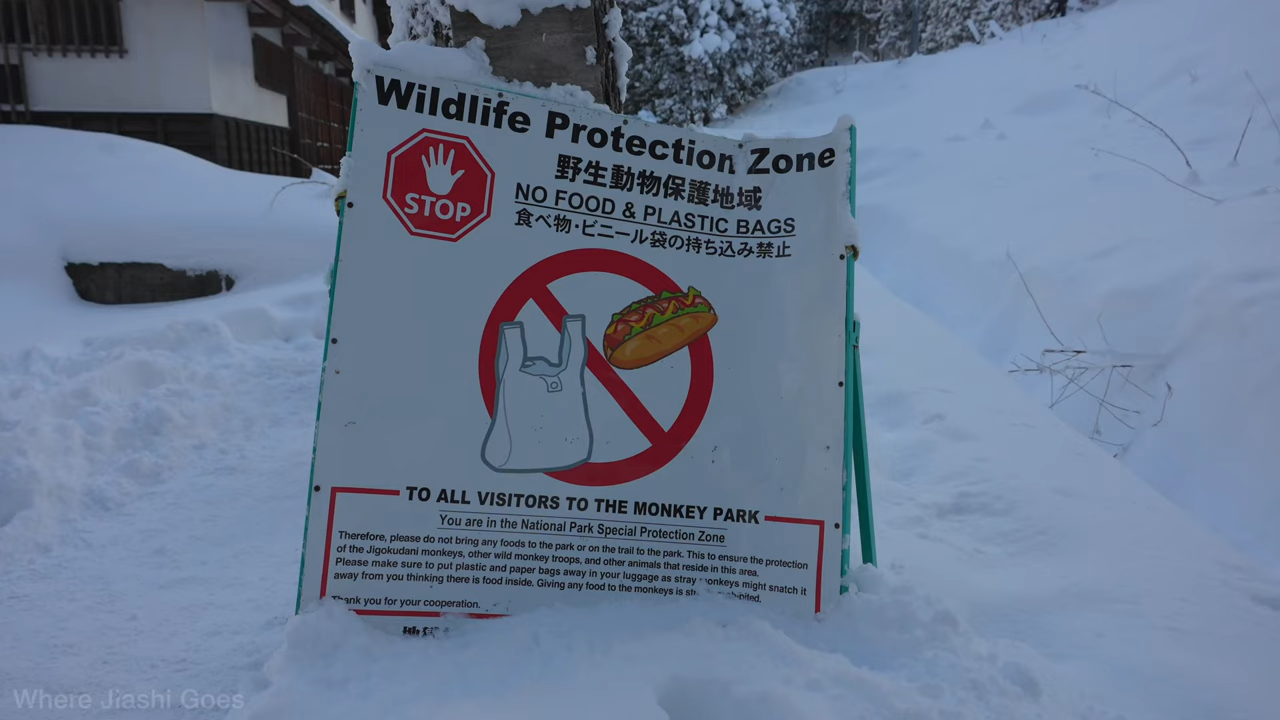 Wildlife Protection Zone
野生動物保護地域
STOP
NO FOOD & PLASTIC BAGS
食べ物・ビニール袋の持ち込み禁止
TO ALL VISITORS TO THE MONKEY PARK
You are in the National Park Special Protection Zone
Therefore, please do not bring any foods to the park or on the trail to the park. This to ensure the protection
of the Jigokudani monkeys, other wild monkey troops, and other animals that reside in this area.
Please make sure to put plastic and paper bags away in your luggage as stray monkeys might snatch it
away from you thinking there is food inside. Giving any food to the monkeys is
Thank you for your cooperation.
Where Jiashi Goes